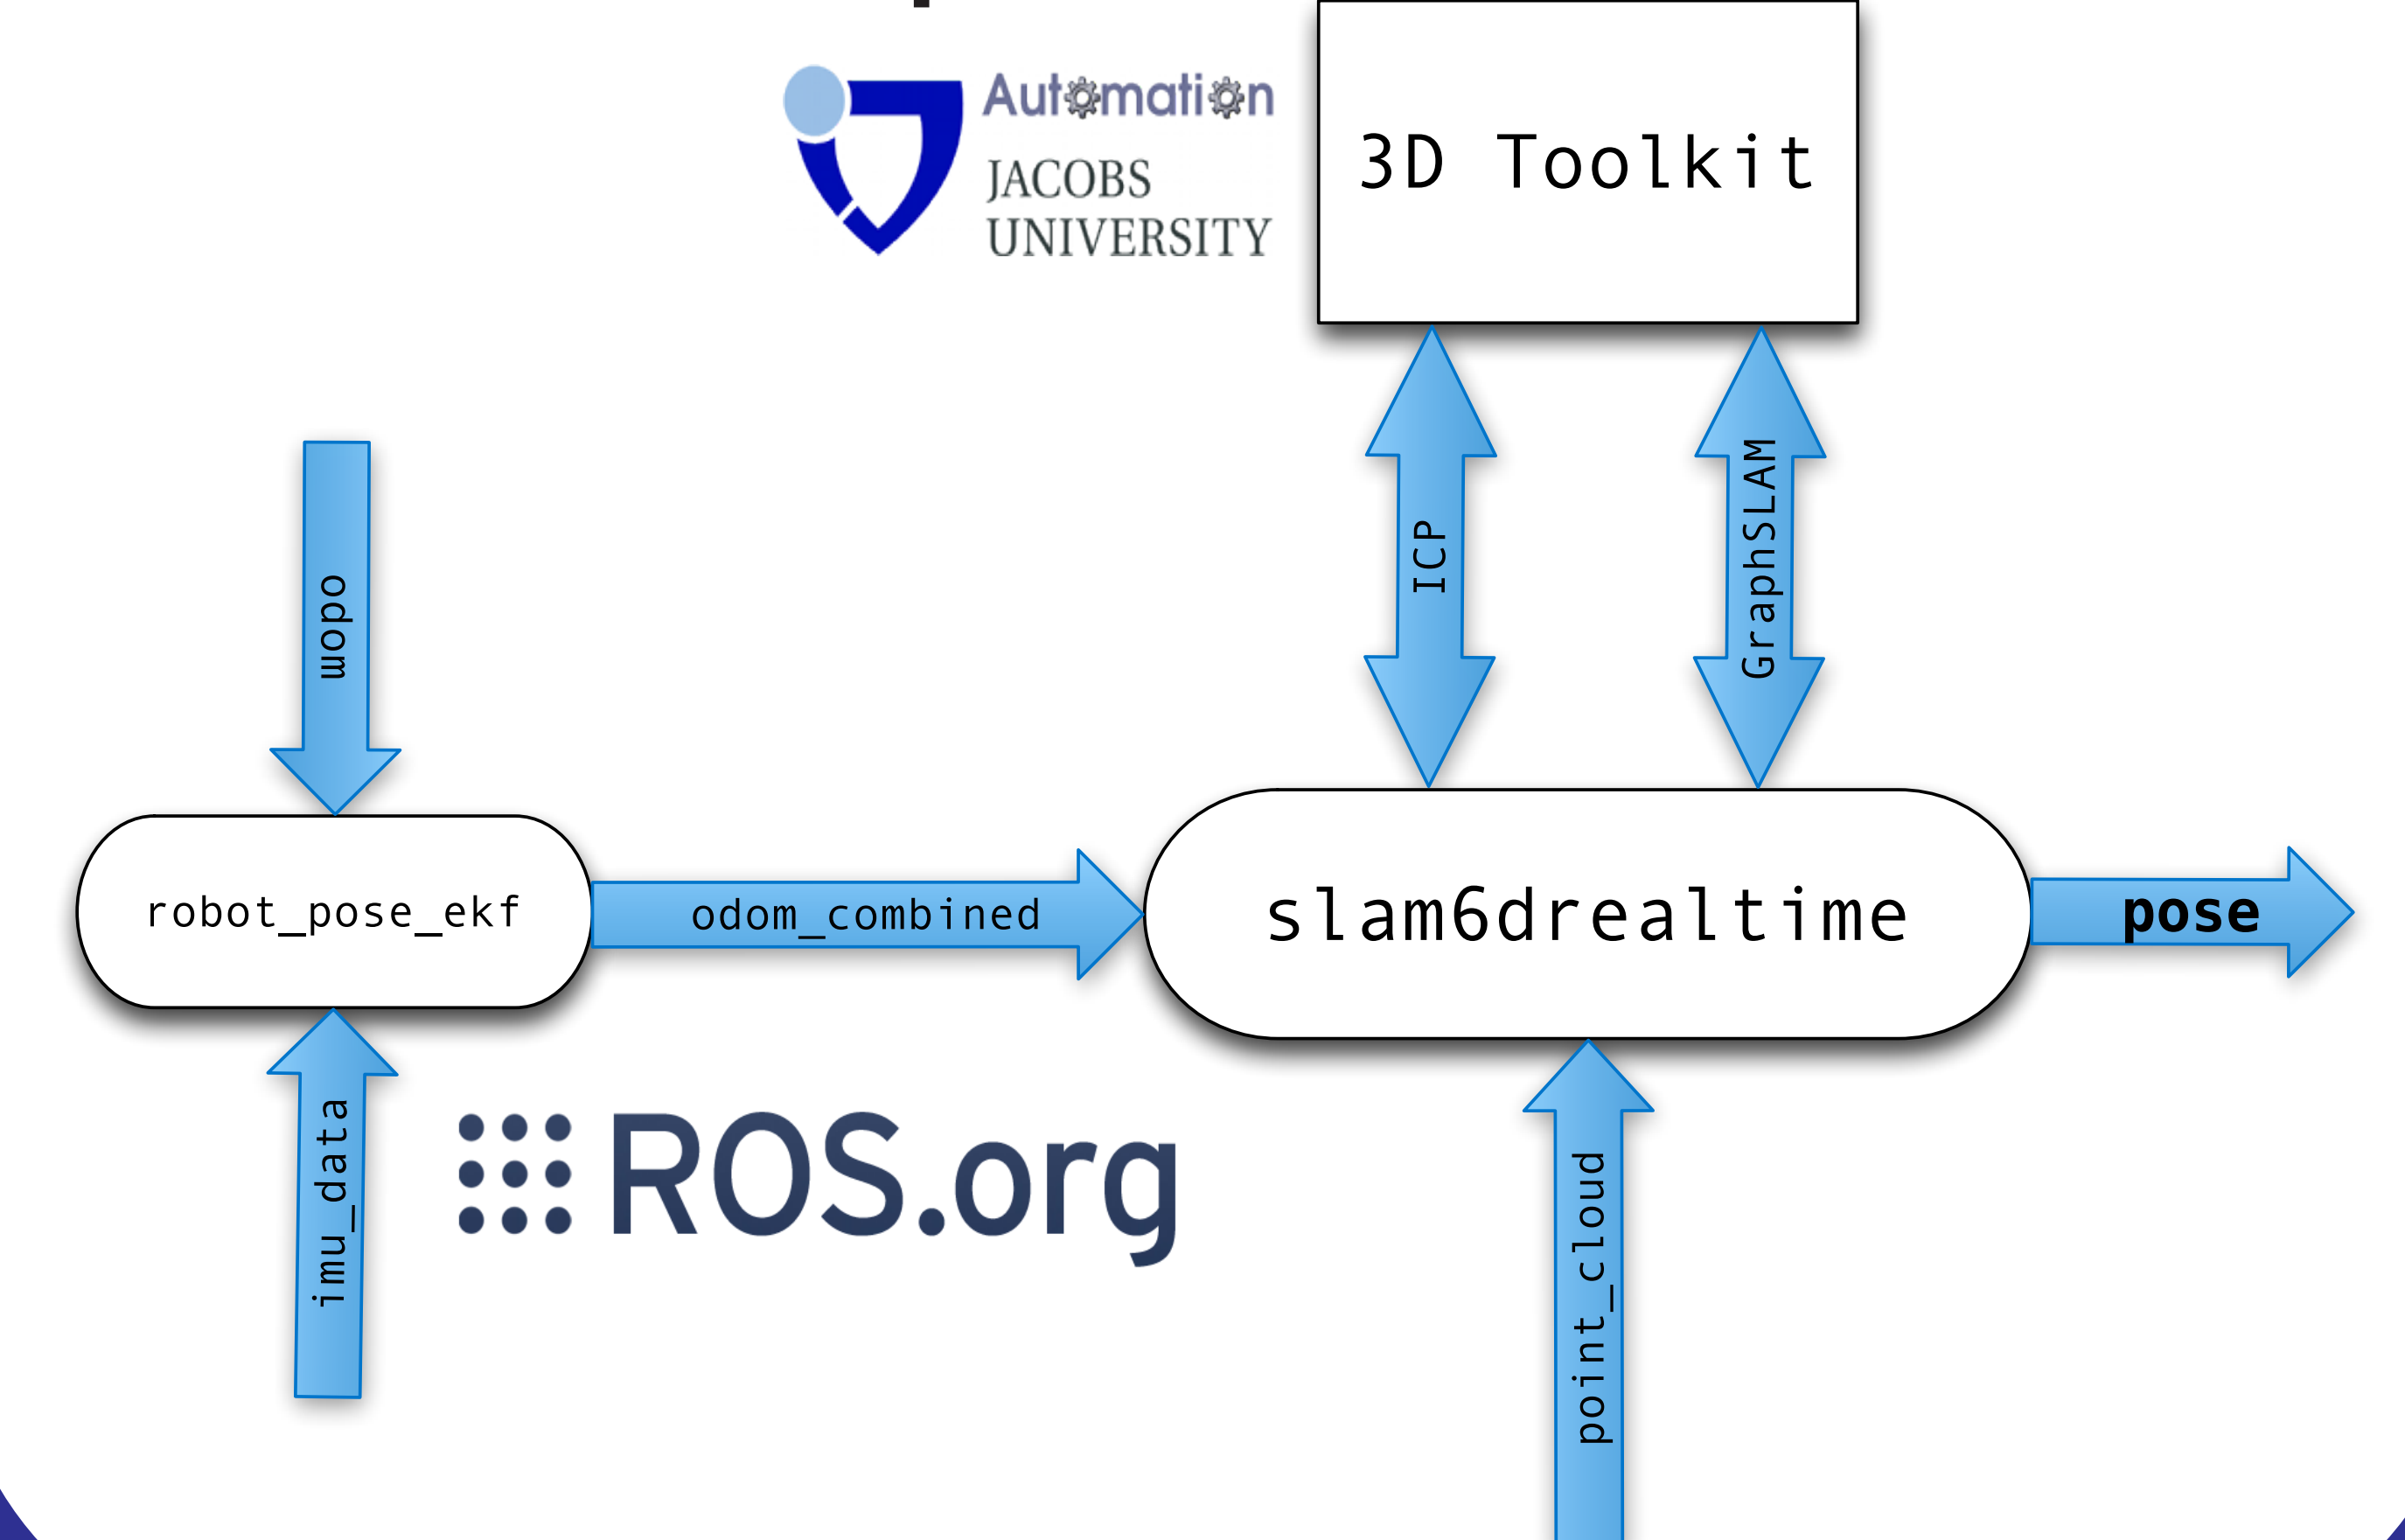 Automation
JACOBS
UNIVERSITY
3D Toolkit
odom
ICP
GraphSLAM
robot_pose_ekf
odom_combined
slam6drealtime
pose
imu_data
ROS.org
point_cloud